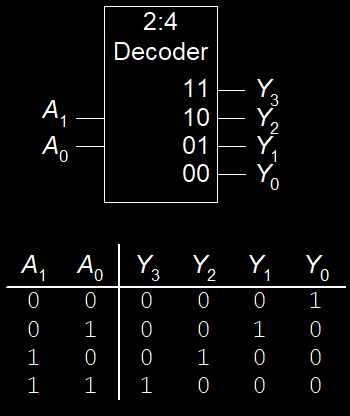 2:4
Decoder
11 Y3
A1 10 Y2
A0 01 Y1
00 Y0
A1 A0 Y3 Y2 Y1 Y0
0 0 0 0 0 1
0 1 0 0 1 0
1 0 0 1 0 0
1 1 1 0 0 0